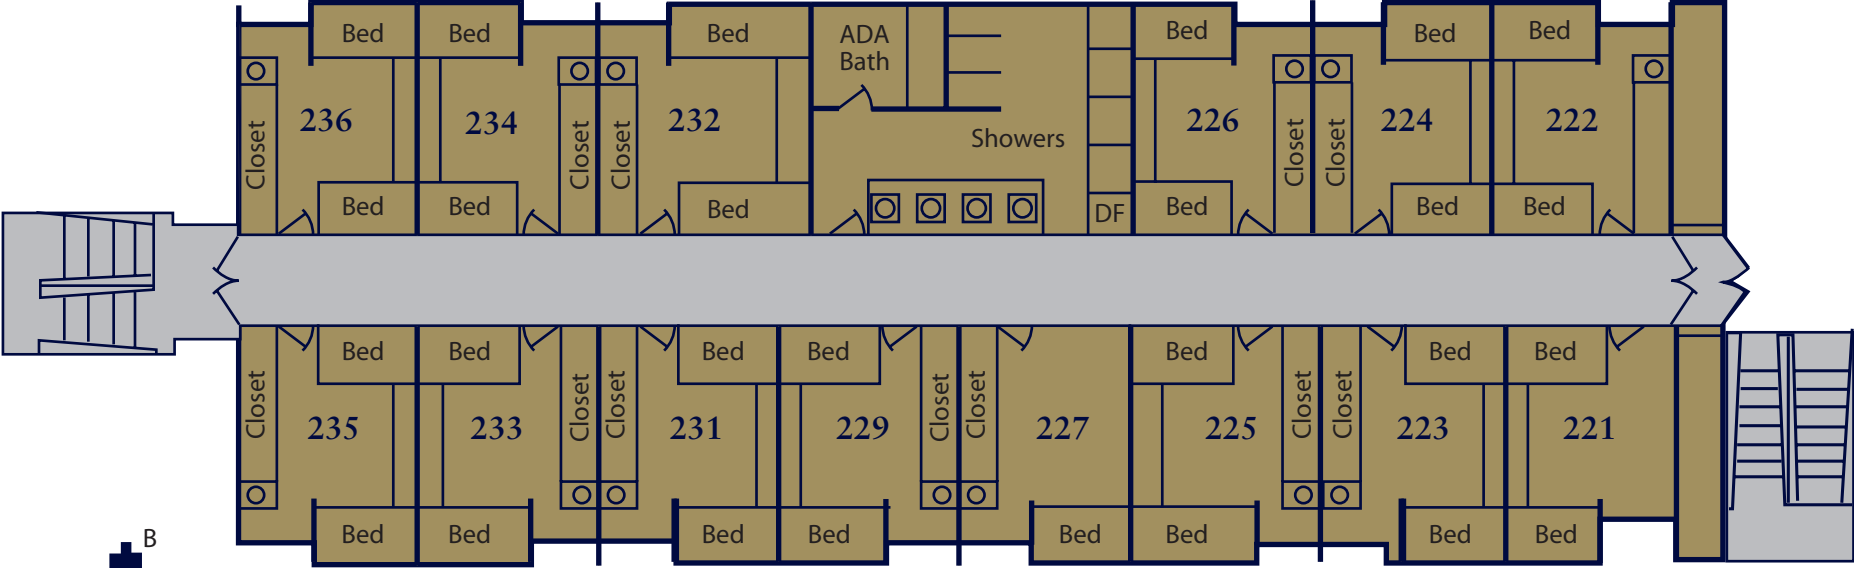 Bed Bed Bed ADA Bed Bed Bed
Bath
236 234 232 Showers 226 224 222
Closet Closet Closet Closet Closet
Bed Bed Bed DF Bed Bed Bed
Bed Bed Bed Bed Bed Bed Bed
Closet Closet Closet Closet Closet Closet Closet
235 233 231 229 227 225 223 221
Bed Bed Bed Bed Bed Bed Bed Bed
B